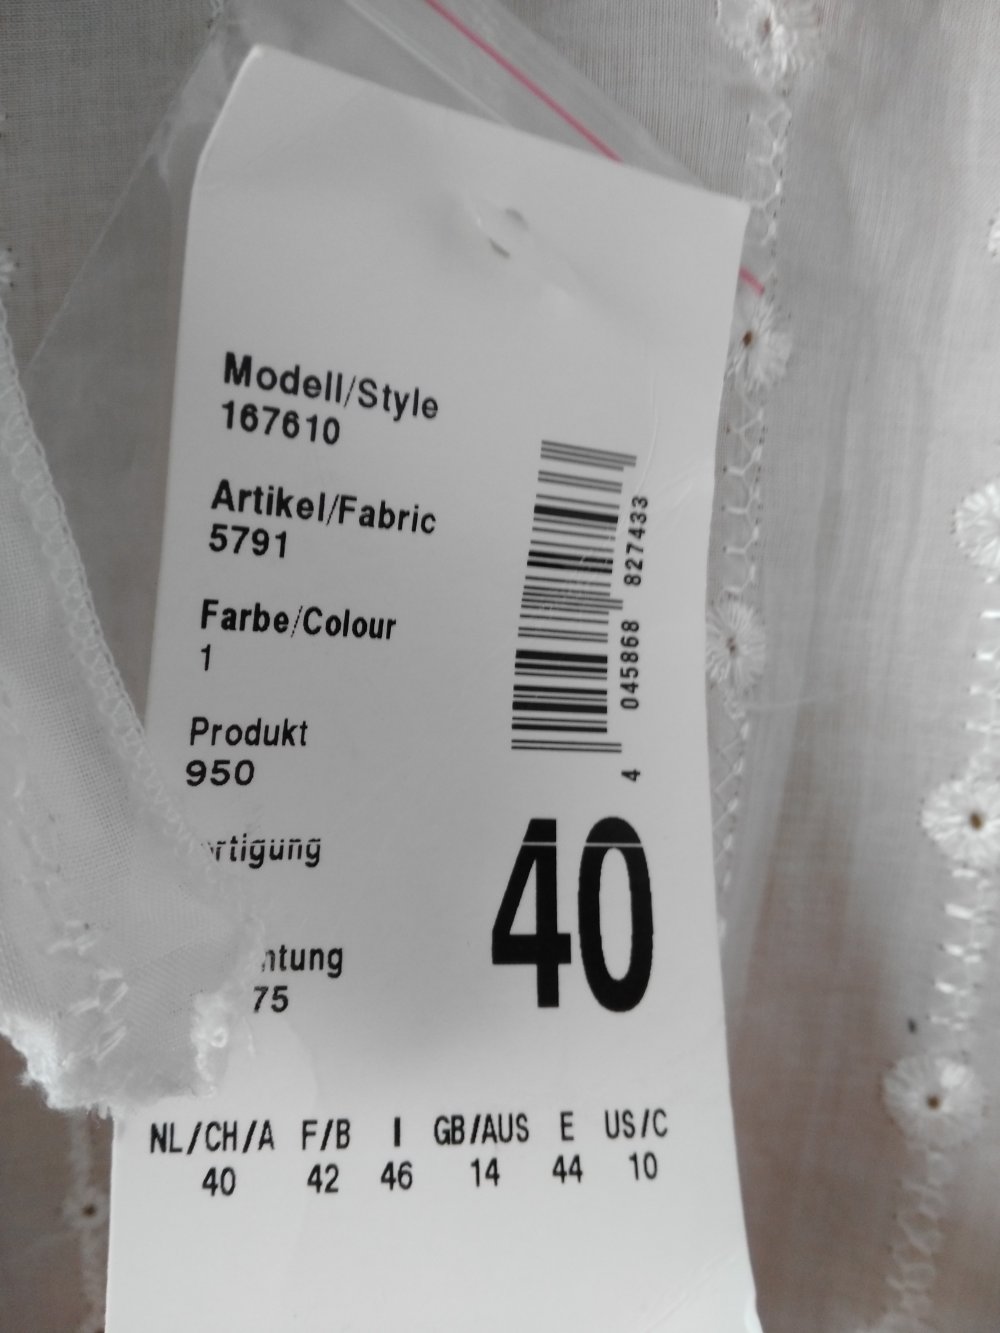 Modell/Style
167610
Artikel/Fabric
5791
Farbe/Colour
1
Produkt
950
rtigung
htung
75
4 045868 827433
40
NL/CH/A F/B I GB/AUS E US/C
40 42 46 14 44 10